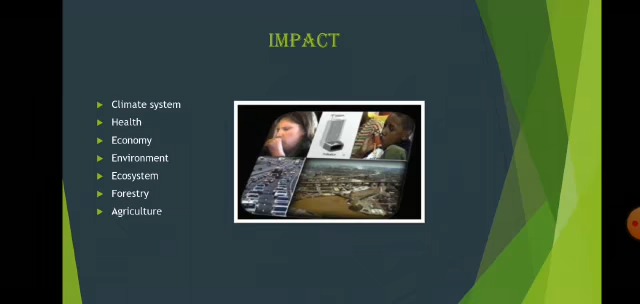 IMPACT
Climate system
Health
Economy
Environment
Ecosystem
Forestry
Agriculture